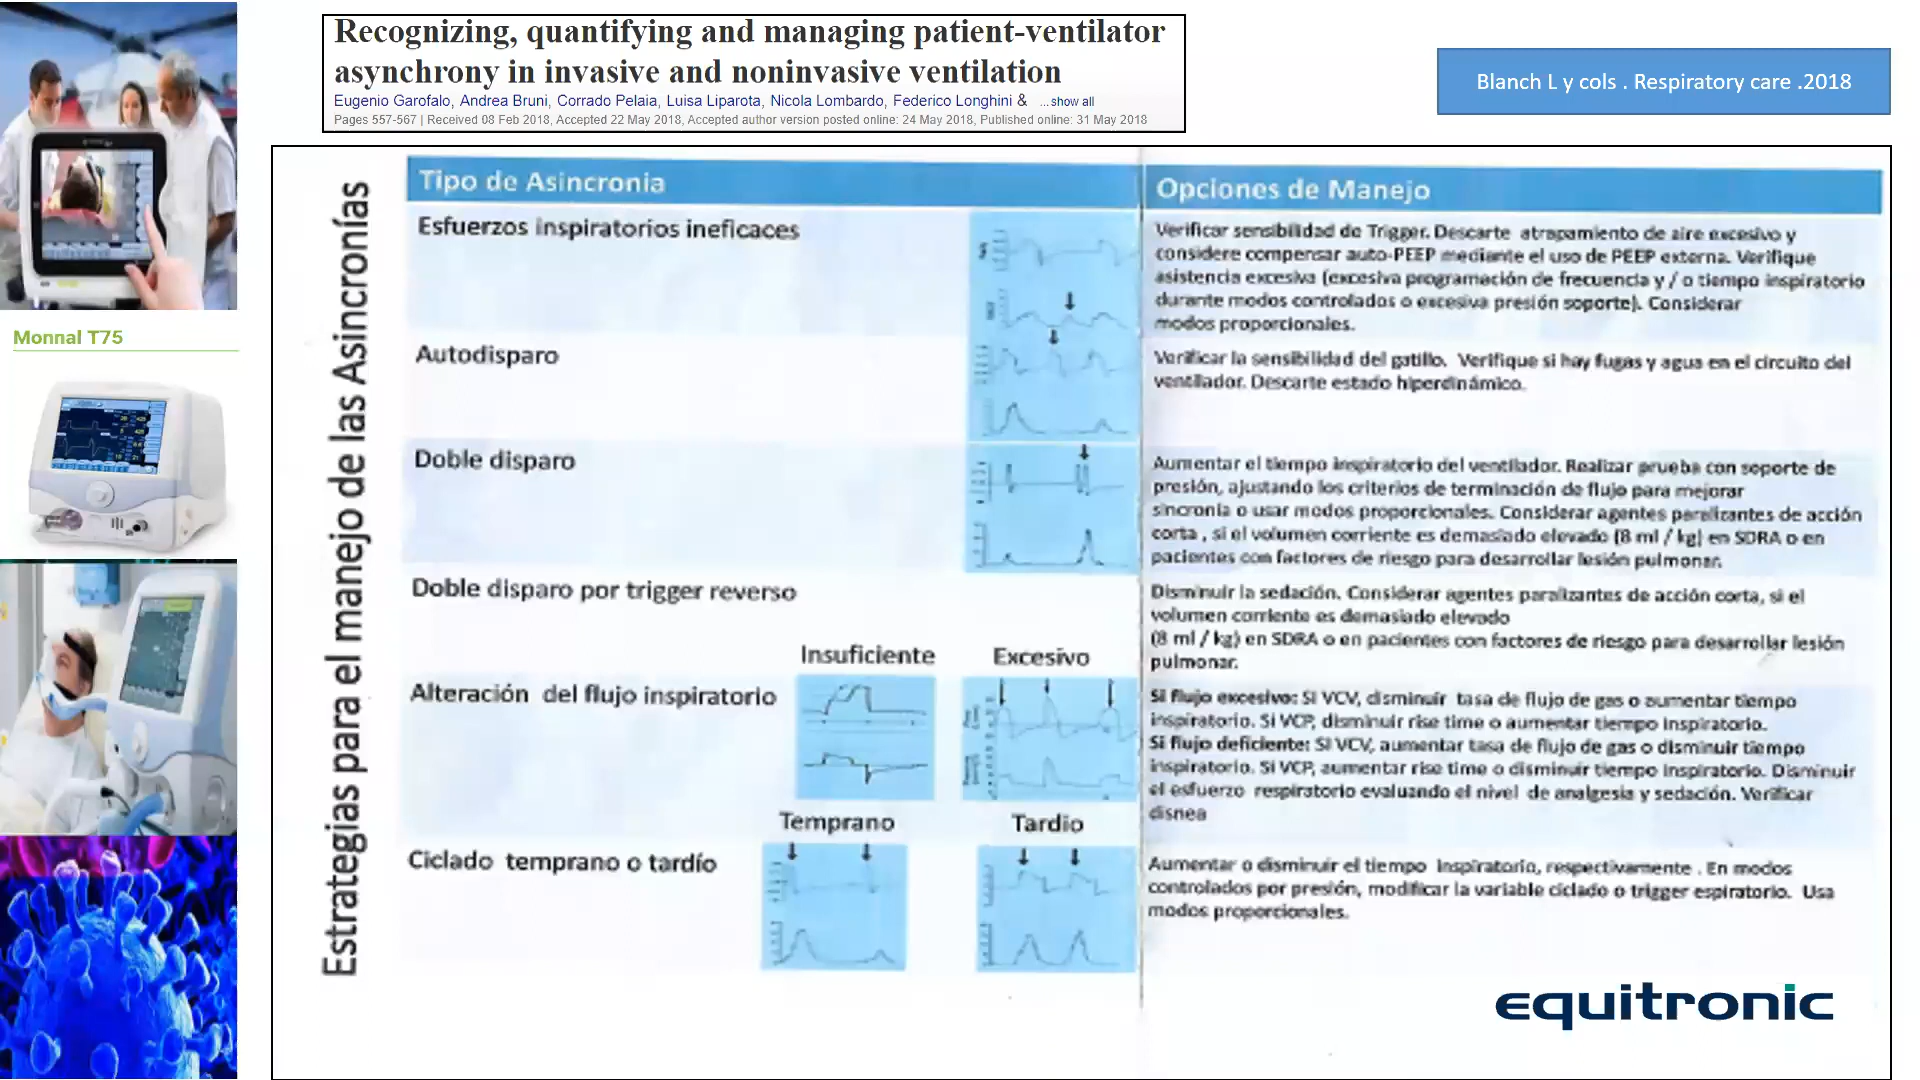 Recognizing, quantifying and managing patient-ventilator
asynchrony in invasive and noninvasive ventilation
Eugenio Garofalo, Andrea Bruni, Corrado Pelaia, Luisa Liparota, Nicola Lombardo, Federico Longhini & ...show all
Pages 557-567 | Received 08 Feb 2018, Accepted 22 May 2018, Accepted author version posted online: 24 May 2018, Published online: 31 May 2018
Blanch L y cols . Respiratory care .2018
Monnal T75
Estrategias para el manejo de las Asincronías
Tipo de Asincronia
Opciones de Manejo
Esfuerzos inspiratorios ineficaces
Verificar sensibilidad de Trigger. Descarte atrapamiento de aire excesivo y
considere compensar auto-PEEP mediante el uso de PEEP externa. Verifique
asistencia excesiva (excesiva programación de frecuencia y / o tiempo inspiratorio
durante modos controlados o excesiva presión soporte). Considerar
modos proporcionales.
Autodisparo
Verificar la sensibilidad del gatillo. Verifique si hay fugas y agua en el circuito del
ventilador. Descarte estado hiperdinámico.
Doble disparo
Aumentar el tiempo inspiratorio del ventilador. Realizar prueba con soporte de
presión, ajustando los criterios de terminación de flujo para mejorar
sincronía o usar modos proporcionales. Considerar agentes paralizantes de acción
corta , si el volumen corriente es demasiado elevado (8 ml / kg) en SDRA o en
pacientes con factores de riesgo para desarrollar lesión pulmonar.
Doble disparo por trigger reverso
Disminuir la sedación. Considerar agentes paralizantes de acción corta, si el
volumen corriente es demasiado elevado
(8 ml / kg) en SDRA o en pacientes con factores de riesgo para desarrollar lesión
pulmonar.
Insuficiente
Excesivo
Alteración del flujo inspiratorio
Si flujo excesivo: Si VCV, disminuir tasa de flujo de gas o aumentar tiempo
inspiratorio. Si VCP, disminuir rise time o aumentar tiempo inspiratorio.
Si flujo deficiente: Si VCV, aumentar tasa de flujo de gas o disminuir tiempo
inspiratorio. Si VCP, aumentar rise time o disminuir tiempo inspiratorio. Disminuir
el esfuerzo respiratorio evaluando el nivel de analgesia y sedación. Verificar
disnea
Temprano
Tardio
Ciclado temprano o tardío
Aumentar o disminuir el tiempo inspiratorio, respectivamente . En modos
controlados por presión, modificar la variable ciclado o trigger espiratorio. Usa
modos proporcionales.
equitronic